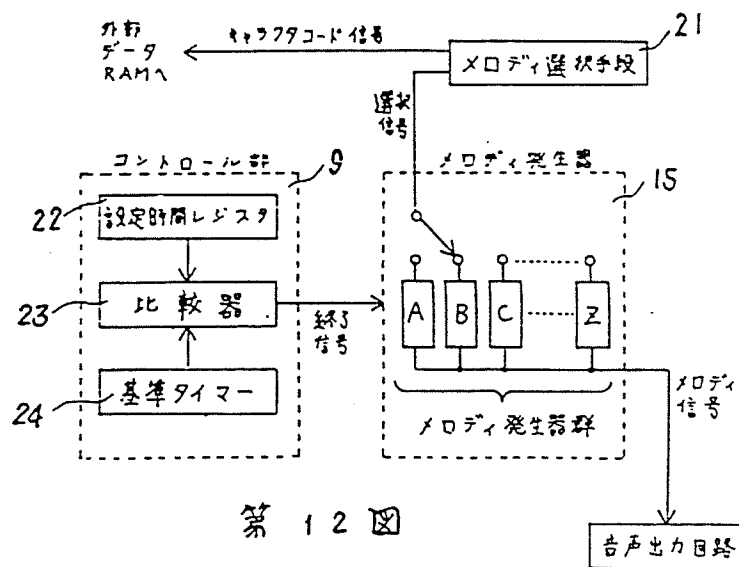 外部
データ
RAMへ
キャラクタコード信号
21
メロディ選択手段
選択
信号
コントロール部
9
メロディ発生器
15
22
設定時間レジスタ
23
比較器
終了
信号
A
B
C
Z
24
基準タイマー
メロディ発生器群
メロディ
信号
第12図
音声出力回路